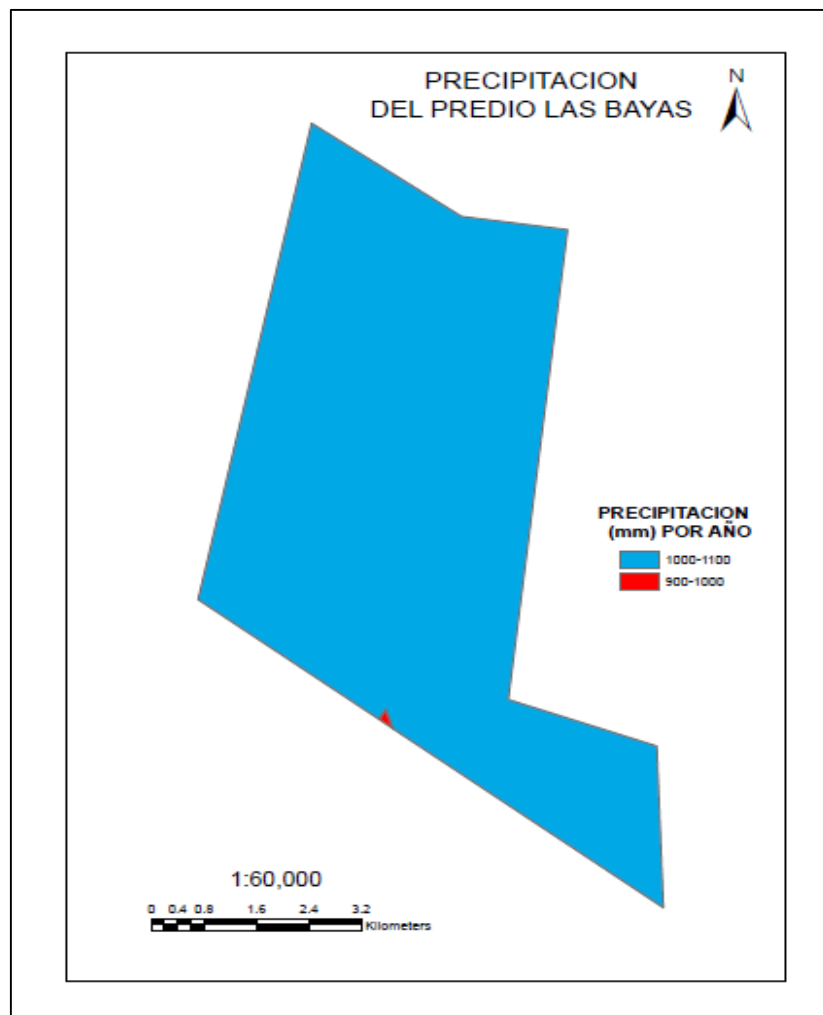 PRECIPITACION
DEL PREDIO LAS BAYAS
N
PRECIPITACION
(mm) POR AÑO
1000-1100
900-1000
1:60,000
0 0.4 0.8 1.6 2.4 3.2
Kilometers